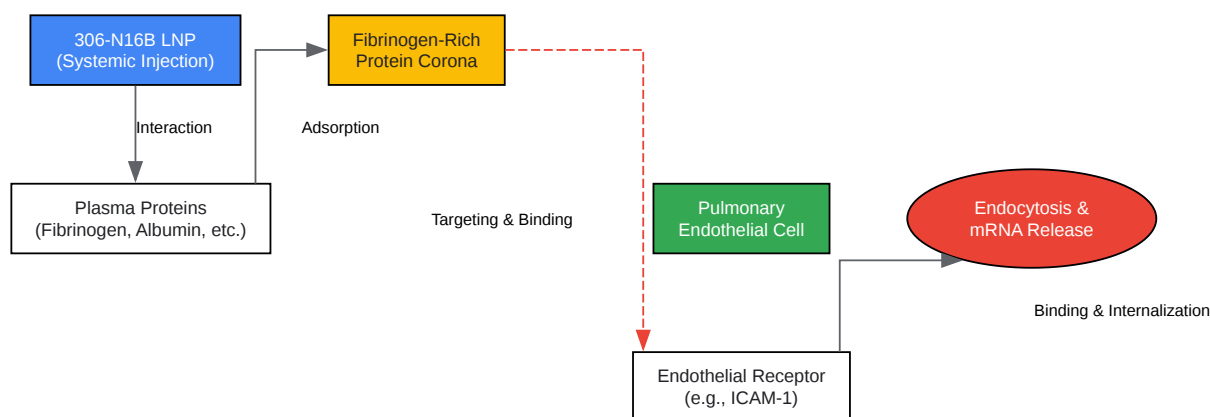 306-N16B LNP
(Systemic Injection)
Fibrinogen-Rich
Protein Corona
Interaction
Adsorption
Plasma Proteins
(Fibrinogen, Albumin, etc.)
Targeting & Binding
Pulmonary
Endothelial Cell
Endocytosis &
mRNA Release
Binding & Internalization
Endothelial Receptor
(e.g., ICAM-1)